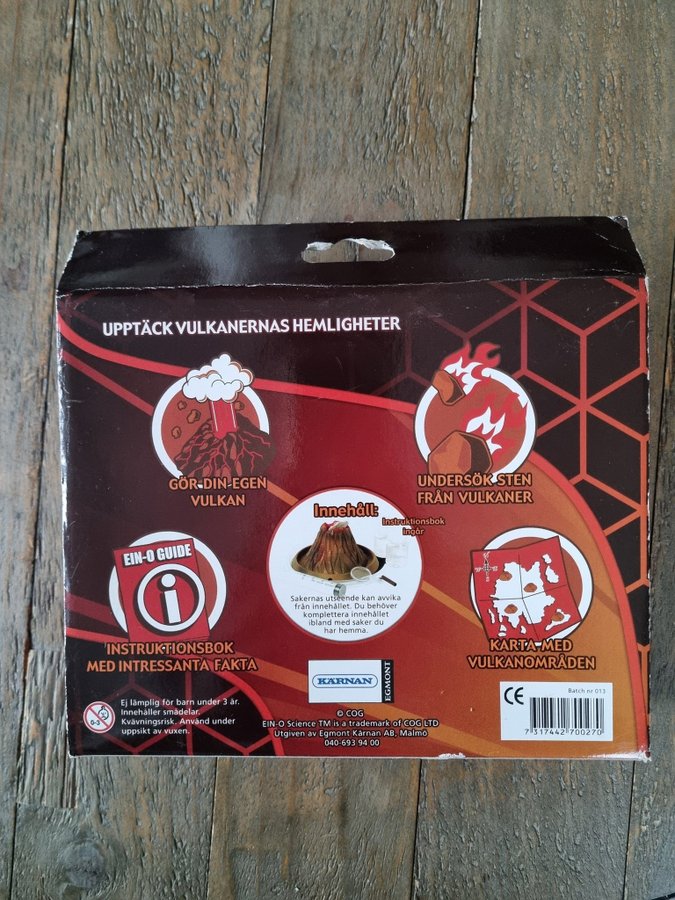 UPPTÄCK VULKANERNAS HEMLIGHETER
GÖR DIN EGEN
VULKAN
UNDERSÖK STEN
FRÅN VULKANER
Innehåll:
Instruktionsbok
ingår
Sakernas utseende kan avvika
från innehållet. Du behöver
komplettera innehållet
ibland med saker du
har hemma.
EIN-O GUIDE
i
INSTRUKTIONSBOK
MED INTRESSANTA FAKTA
KARTA MED
VULKANOMRÅDEN
KÄRNAN
EGMONT
0-3
Ej lämplig för barn under 3 år.
Innehåller smådelar.
Kvävningsrisk. Använd under
uppsikt av vuxen.
© COG
EIN-O Science TM is a trademark of COG LTD
Utgiven av Egmont Kärnan AB, Malmö
040-693 94 00
CE
Batch nr 013
7 317442 700270